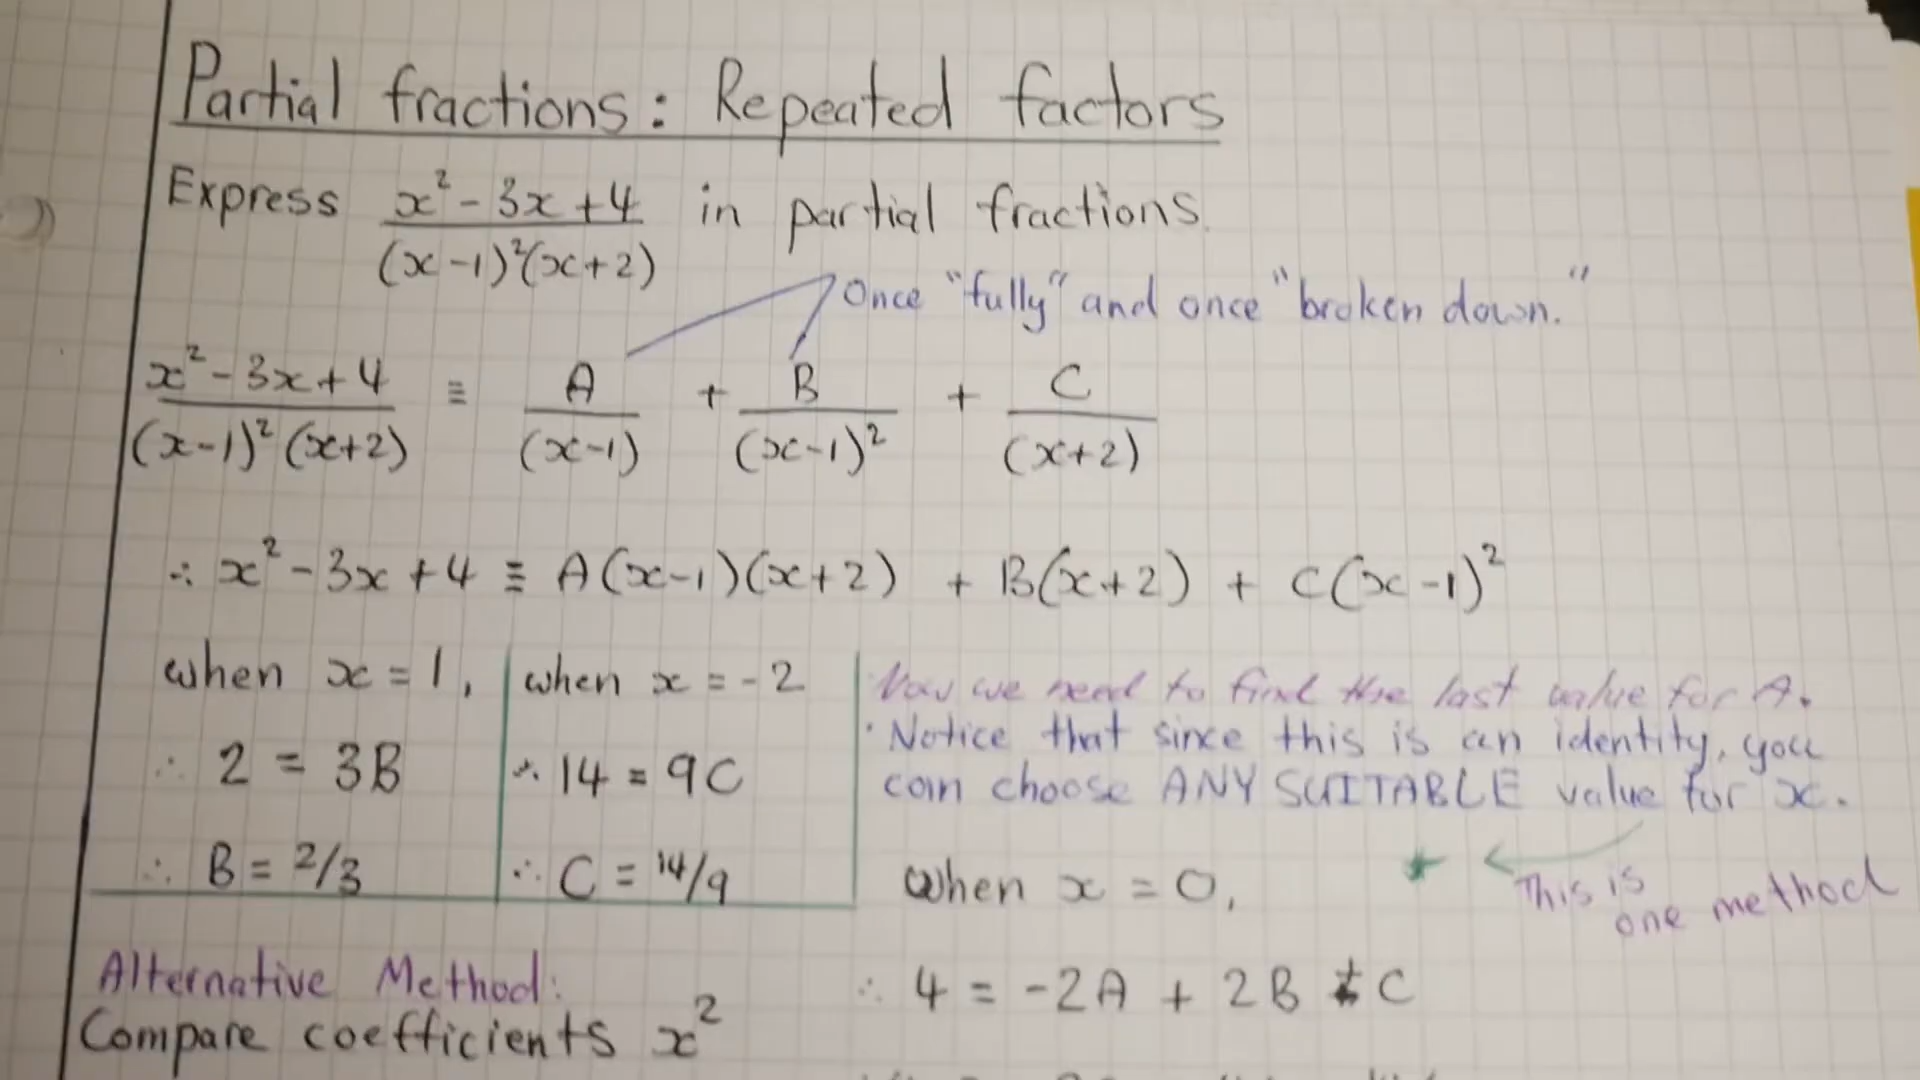 Partial fractions: Repeated factors
Express x² - 3x + 4 / (x-1)²(x+2) in partial fractions.
Once "fully" and once "broken down."
x² - 3x + 4 / (x-1)² (x+2) ≡ A / (x-1) + B / (x-1)² + C / (x+2)
∴ x² - 3x + 4 ≡ A(x-1)(x+2) + B(x+2) + C(x-1)²
when x = 1,
∴ 2 = 3B
∴ B = 2/3
when x = -2
∴ 14 = 9C
∴ C = 14/9
Now we need to find the last value for A.
· Notice that since this is an identity, you
can choose ANY SUITABLE value for x.
This is
one method
when x = 0,
∴ 4 = -2A + 2B + C
Alternative Method:
Compare coefficients x²